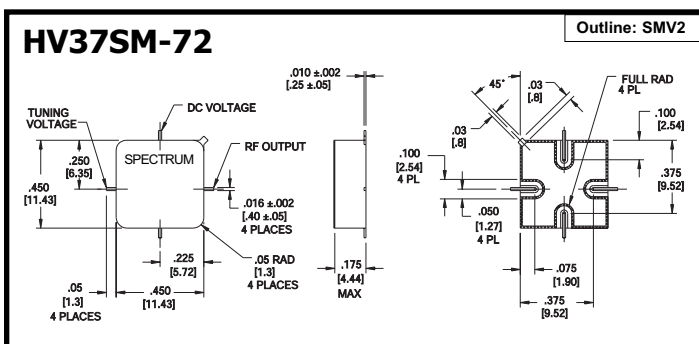 HV37SM-72
Outline: SMV2
.010 ±.002
[.25 ±.05]
DC VOLTAGE
TUNING
VOLTAGE
SPECTRUM
RF OUTPUT
.250
[6.35]
.450
[11.43]
.016 ±.002
[.40 ±.05]
4 PLACES
.225
[5.72]
.05 RAD
[1.3]
4 PLACES
.05
[1.3]
4 PLACES
.450
[11.43]
.175
[4.44]
MAX
45°
.03
[.8]
FULL RAD
4 PL
.03
[.8]
.100
[2.54]
.100
[2.54]
4 PL
.375
[9.52]
.050
[1.27]
4 PL
.075
[1.90]
.375
[9.52]